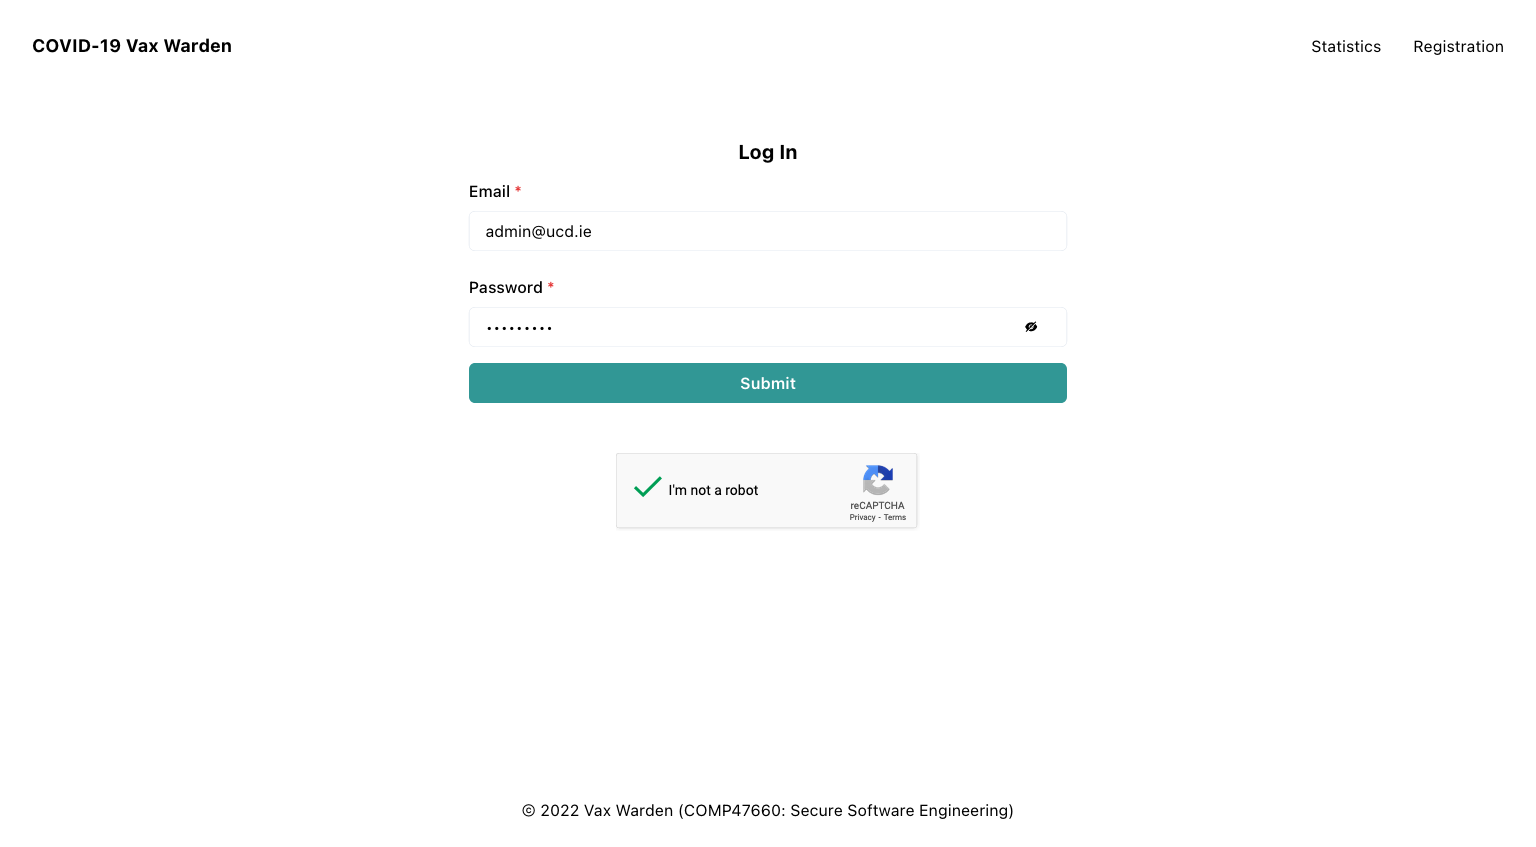 COVID-19 Vax Warden
Statistics
Registration
Log In
Email *
admin@ucd.ie
Password *
•••••••••
Submit
I'm not a robot
reCAPTCHA
Privacy - Terms
© 2022 Vax Warden (COMP47660: Secure Software Engineering)